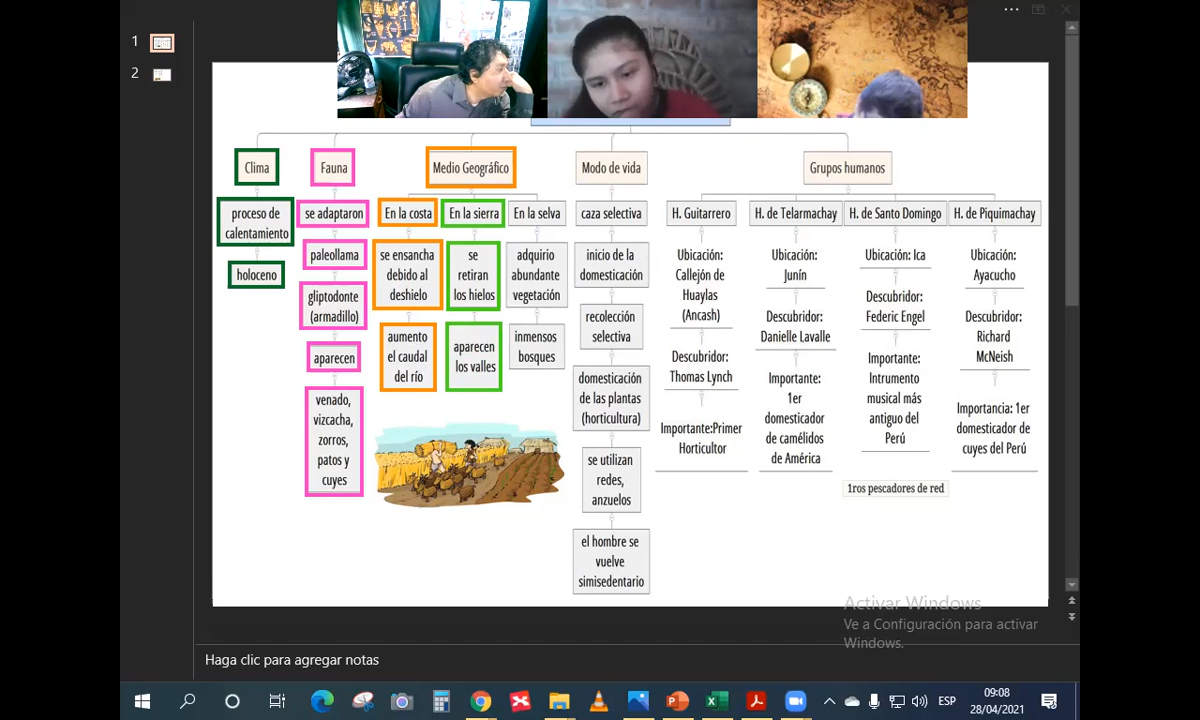 1
2
Clima
Fauna
Medio Geográfico
Modo de vida
Grupos humanos
proceso de
calentamiento
holoceno
se adaptaron
paleollama
gliptodonte
(armadillo)
aparecen
venado,
vizcacha,
zorros,
patos y
cuyes
En la costa
se ensancha
debido al
deshielo
aumento
el caudal
del río
En la sierra
se
retiran
los hielos
aparecen
los valles
En la selva
adquirio
abundante
vegetación
inmensos
bosques
caza selectiva
inicio de la
domesticación
recolección
selectiva
domesticación
de las plantas
(horticultura)
se utilizan
redes,
anzuelos
el hombre se
vuelve
simisedentario
H. Guitarrero
Ubicación:
Callejón de
Huaylas
(Ancash)
Descubridor:
Thomas Lynch
Importante:Primer
Horticultor
H. de Telarmachay
Ubicación:
Junín
Descubridor:
Danielle Lavalle
Importante:
1er
domesticador
de camélidos
de América
H. de Santo Domingo
Ubicación: Ica
Descubridor:
Federic Engel
Importante:
Intrumento
musical más
antiguo del
Perú
1ros pescadores de red
H. de Piquimachay
Ubicación:
Ayacucho
Descubridor:
Richard
McNeish
Importancia: 1er
domesticador de
cuyes del Perú
Activar Windows
Ve a Configuración para activar
Windows.
Haga clic para agregar notas
ESP
09:08
28/04/2021